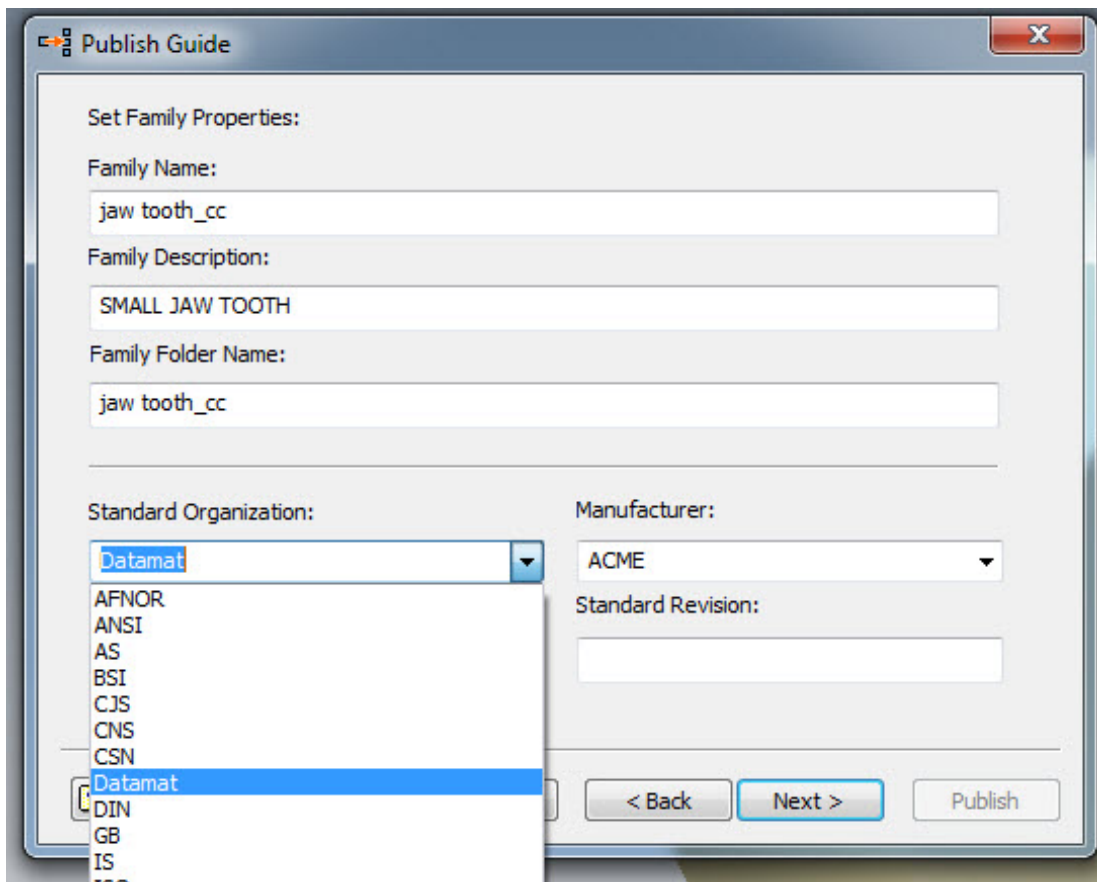 Publish Guide
Set Family Properties:
Family Name:
jaw tooth_cc
Family Description:
SMALL JAW TOOTH
Family Folder Name:
jaw tooth_cc
Standard Organization:
Manufacturer:
Datamat
ACME
Standard Revision:
AFNOR
ANSI
AS
BSI
CJS
CNS
CSN
Datamat
DIN
GB
IS
< Back
Next >
Publish